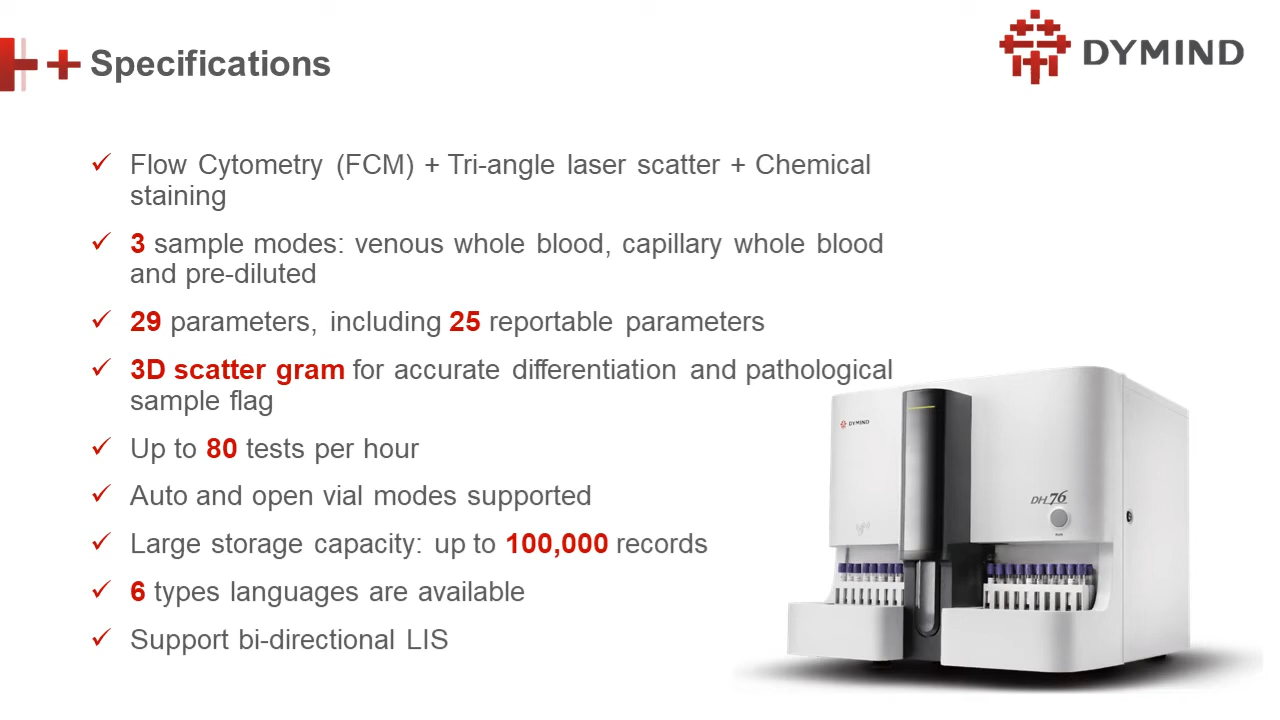 Specifications
DYMIND
Flow Cytometry (FCM) + Tri-angle laser scatter + Chemical
staining
3 sample modes: venous whole blood, capillary whole blood
and pre-diluted
29 parameters, including 25 reportable parameters
3D scatter gram for accurate differentiation and pathological
sample flag
Up to 80 tests per hour
Auto and open vial modes supported
Large storage capacity: up to 100,000 records
6 types languages are available
Support bi-directional LIS
DYMIND
DH 76